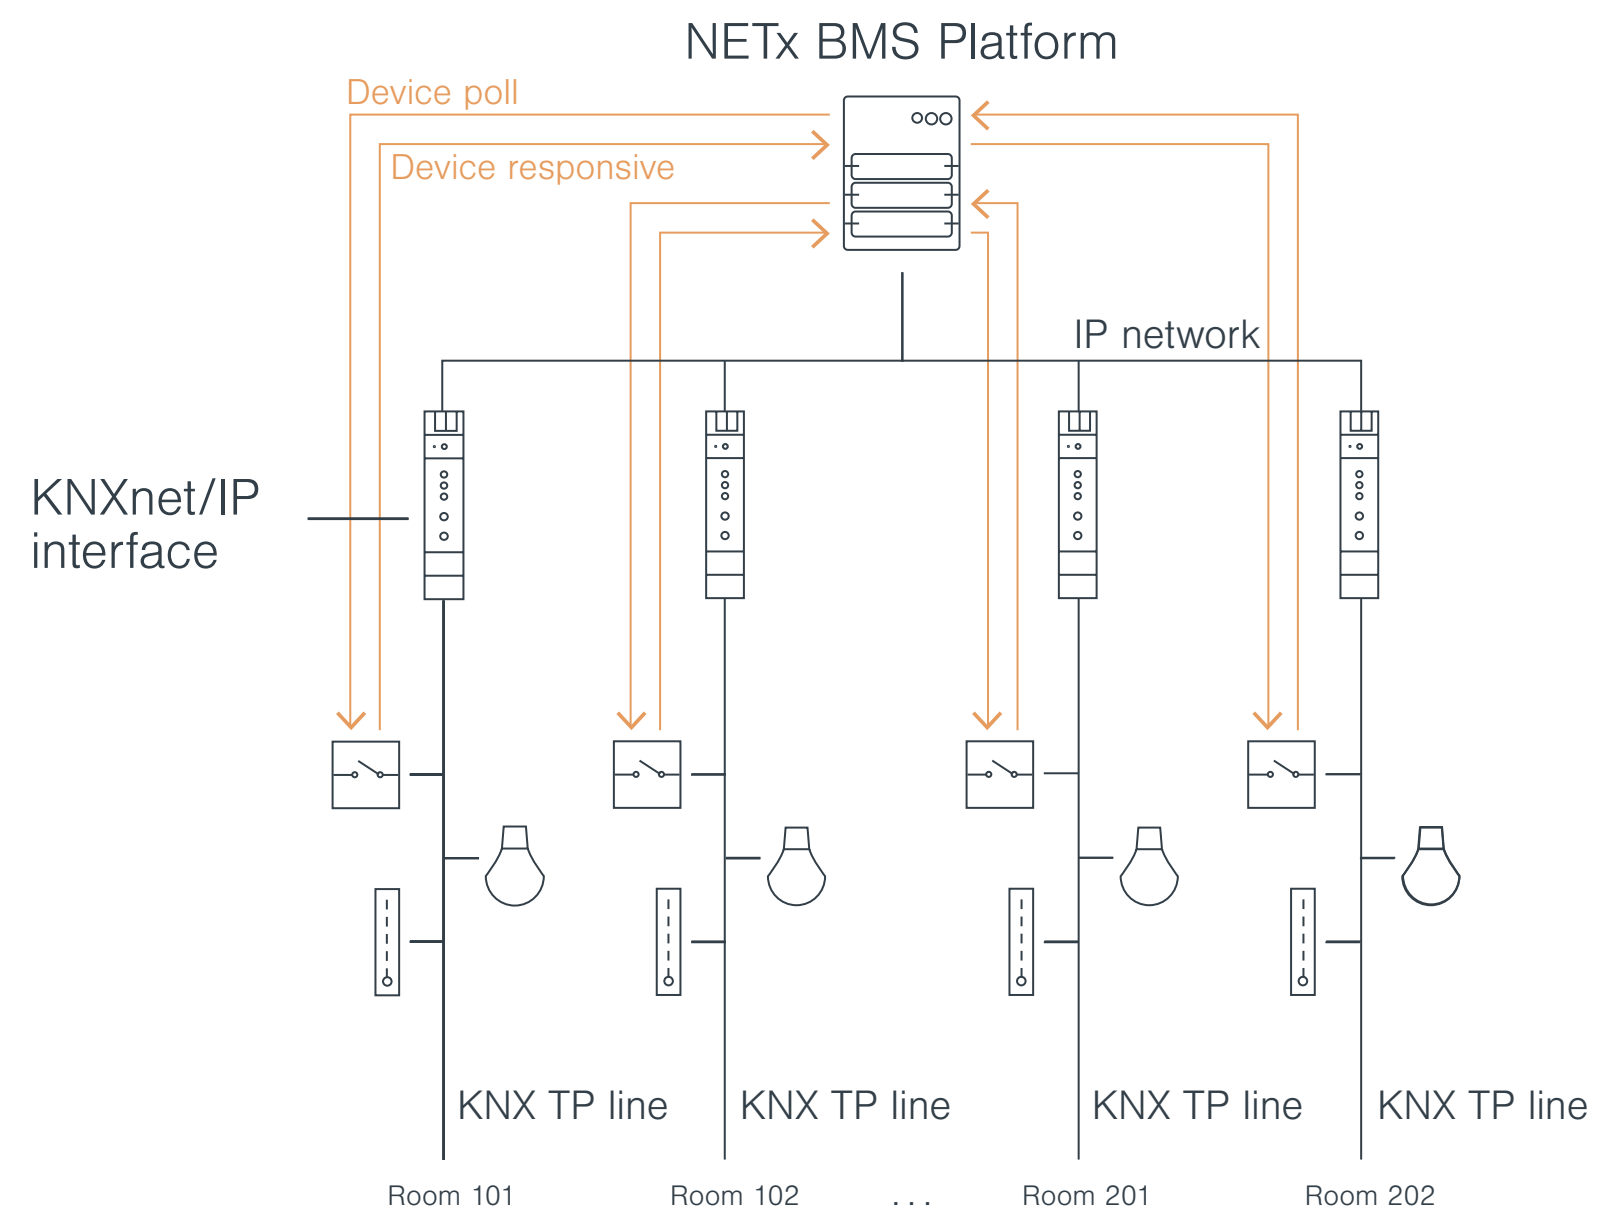 NETx BMS Platform
Device poll
Device responsive
IP network
KNXnet/IP
interface
KNX TP line
KNX TP line
KNX TP line
KNX TP line
Room 101
Room 102
...
Room 201
Room 202